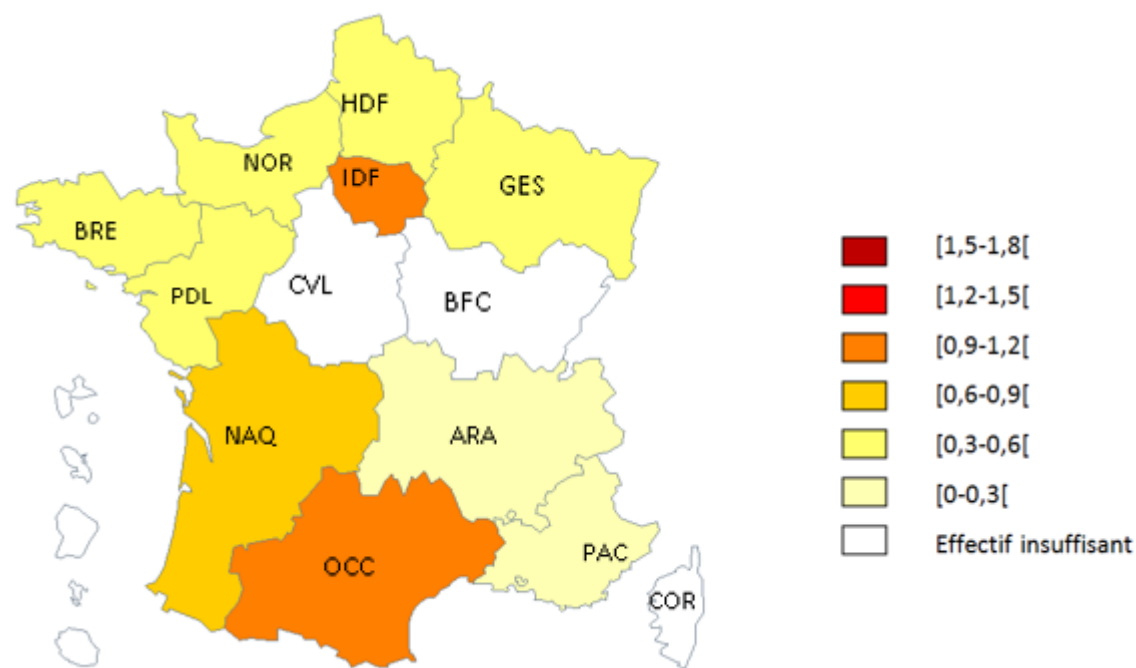 HDF
NOR
IDF
GES
BRE
PDL
CVL
BFC
NAQ
ARA
OCC
PAC
COR
[1,5-1,8[
[1,2-1,5[
[0,9-1,2[
[0,6-0,9[
[0,3-0,6[
[0-0,3[
Effectif insuffisant